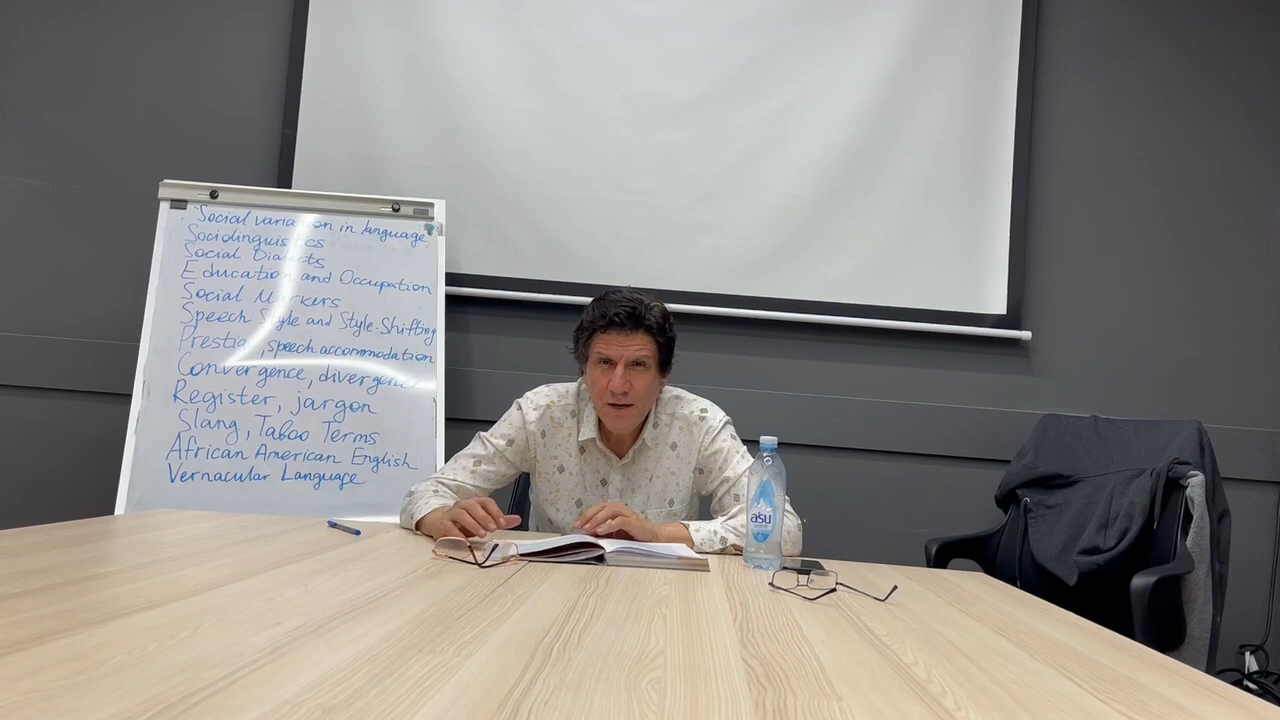 Social variation in language,
Sociolinguistics
Social Dialects
Education and Occupation
Social Markers
Speech Style and Style-Shifting
Prestige, speech accommodation
Convergence, divergence
Register, jargon
Slang, Taboo Terms
African American English
Vernacular Language
asu